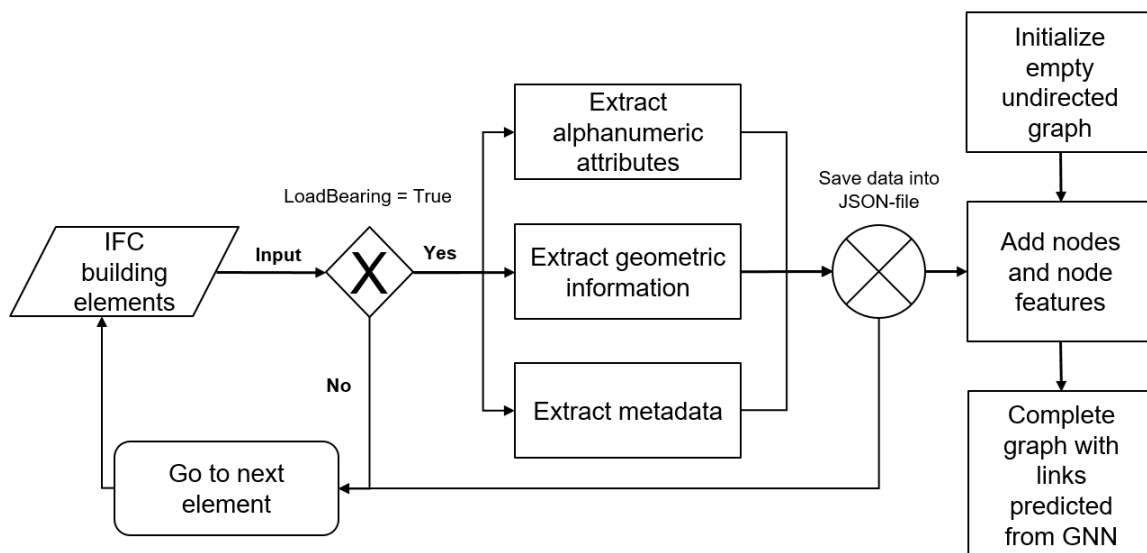 IFC
building
elements
Input
LoadBearing = True
X
Yes
No
Go to next
element
Extract
alphanumeric
attributes
Extract geometric
information
Extract metadata
Save data into
JSON-file
Initialize
empty
undirected
graph
Add nodes
and node
features
Complete
graph with
links
predicted
from GNN